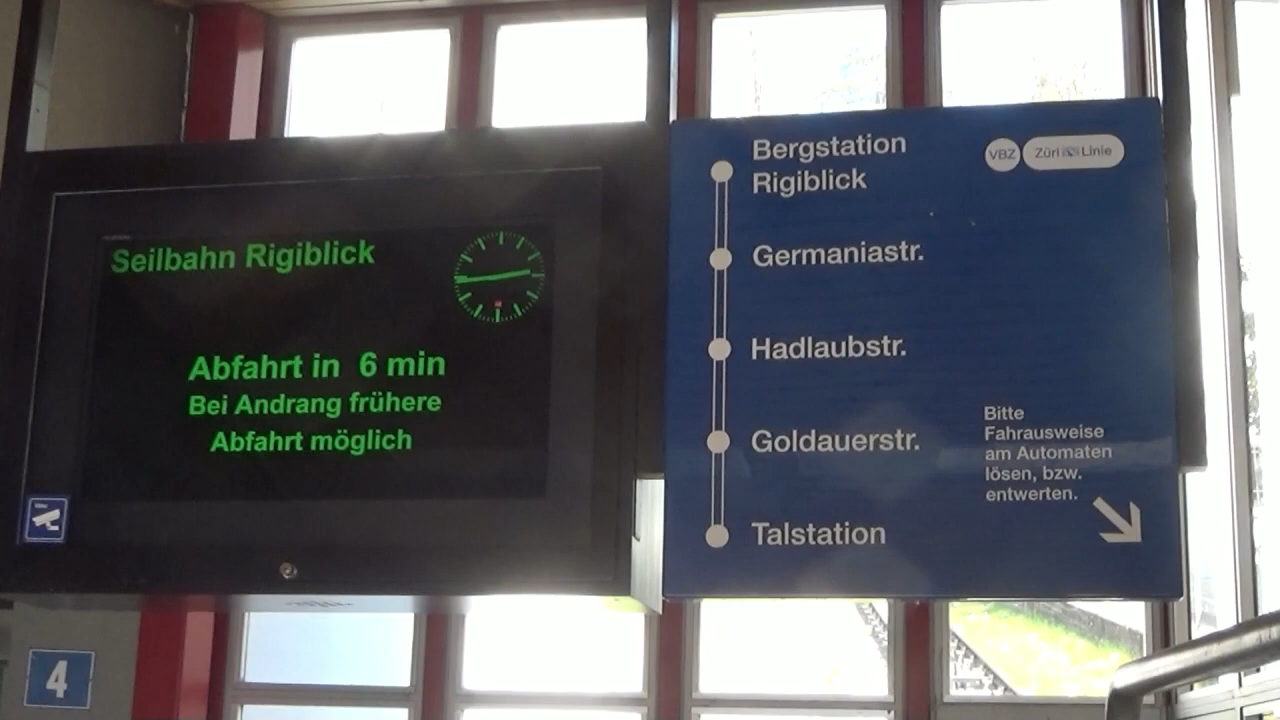 Seilbahn Rigiblick
Abfahrt in 6 min
Bei Andrang frühere
Abfahrt möglich
4
Bergstation
Rigiblick
VBZ Züri Linie
Germaniastr.
Hadlaubstr.
Goldauerstr.
Talstation
Bitte
Fahrausweise
am Automaten
lösen, bzw.
entwerten.